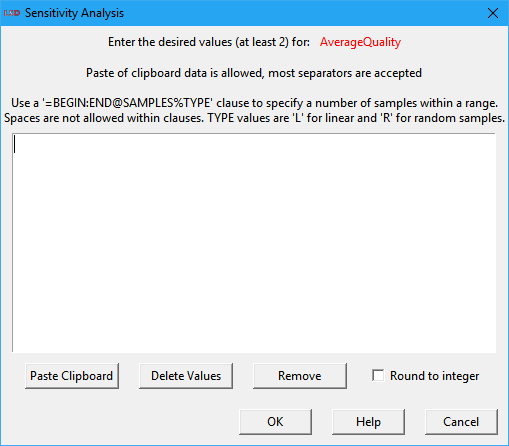 LMD Sensitivity Analysis
Enter the desired values (at least 2) for: AverageQuality
Paste of clipboard data is allowed, most separators are accepted
Use a '=BEGIN:END@SAMPLES%TYPE' clause to specify a number of samples within a range.
Spaces are not allowed within clauses. TYPE values are 'L' for linear and 'R' for random samples.
Paste Clipboard Delete Values Remove Round to integer
OK Help Cancel